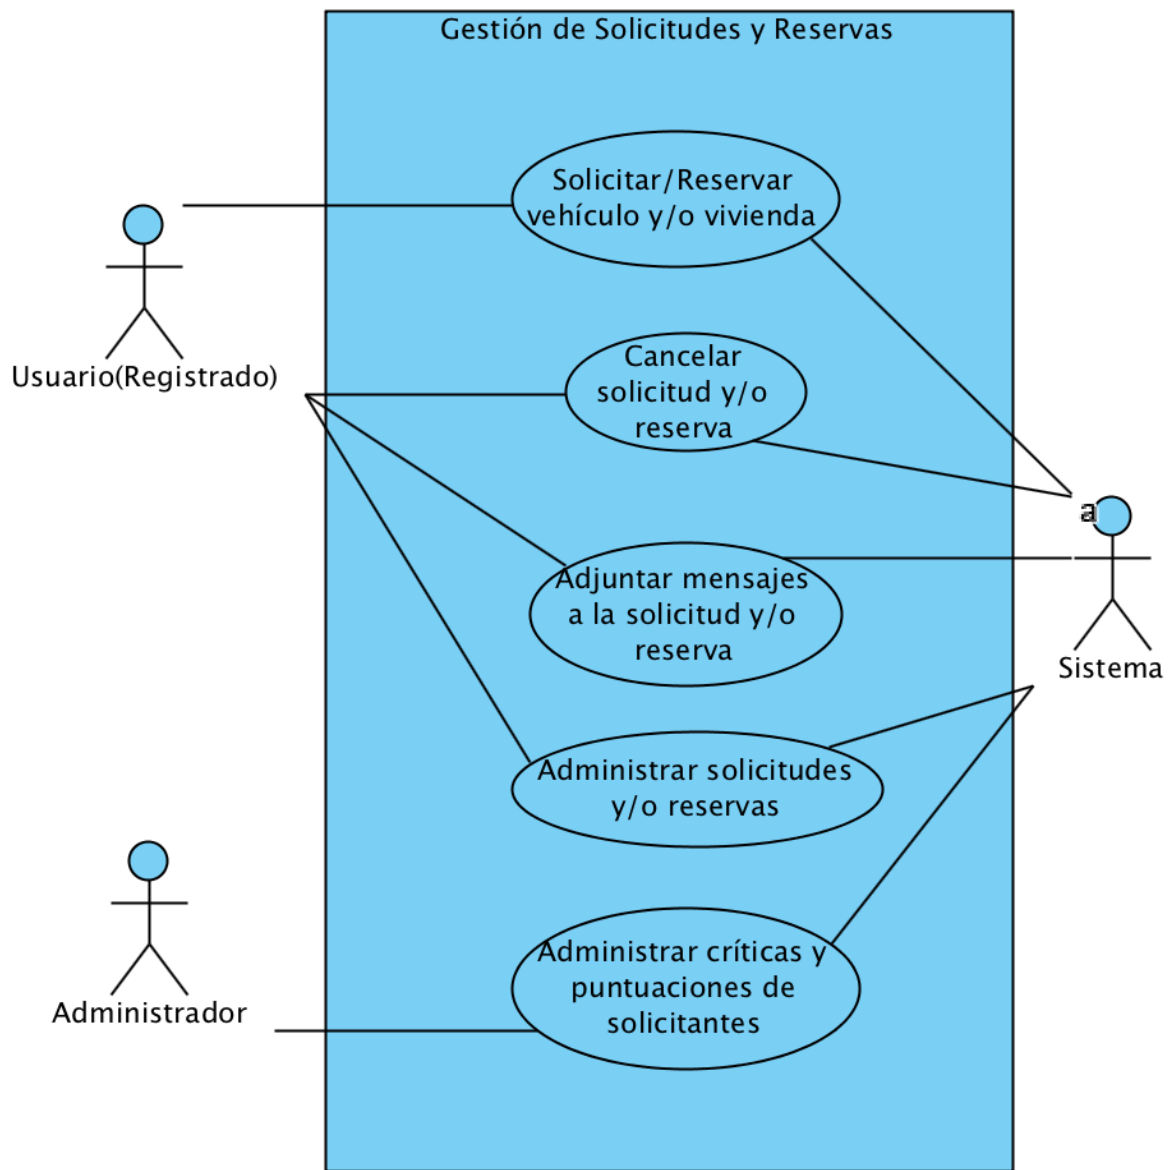 Gestión de Solicitudes y Reservas
Solicitar/Reservar
vehículo y/o vivienda
Usuario(Registrado)
Cancelar
solicitud y/o
reserva
a
Adjuntar mensajes
a la solicitud y/o
reserva
Sistema
Administrar solicitudes
y/o reservas
Administrar críticas y
puntuaciones de
solicitantes
Administrador